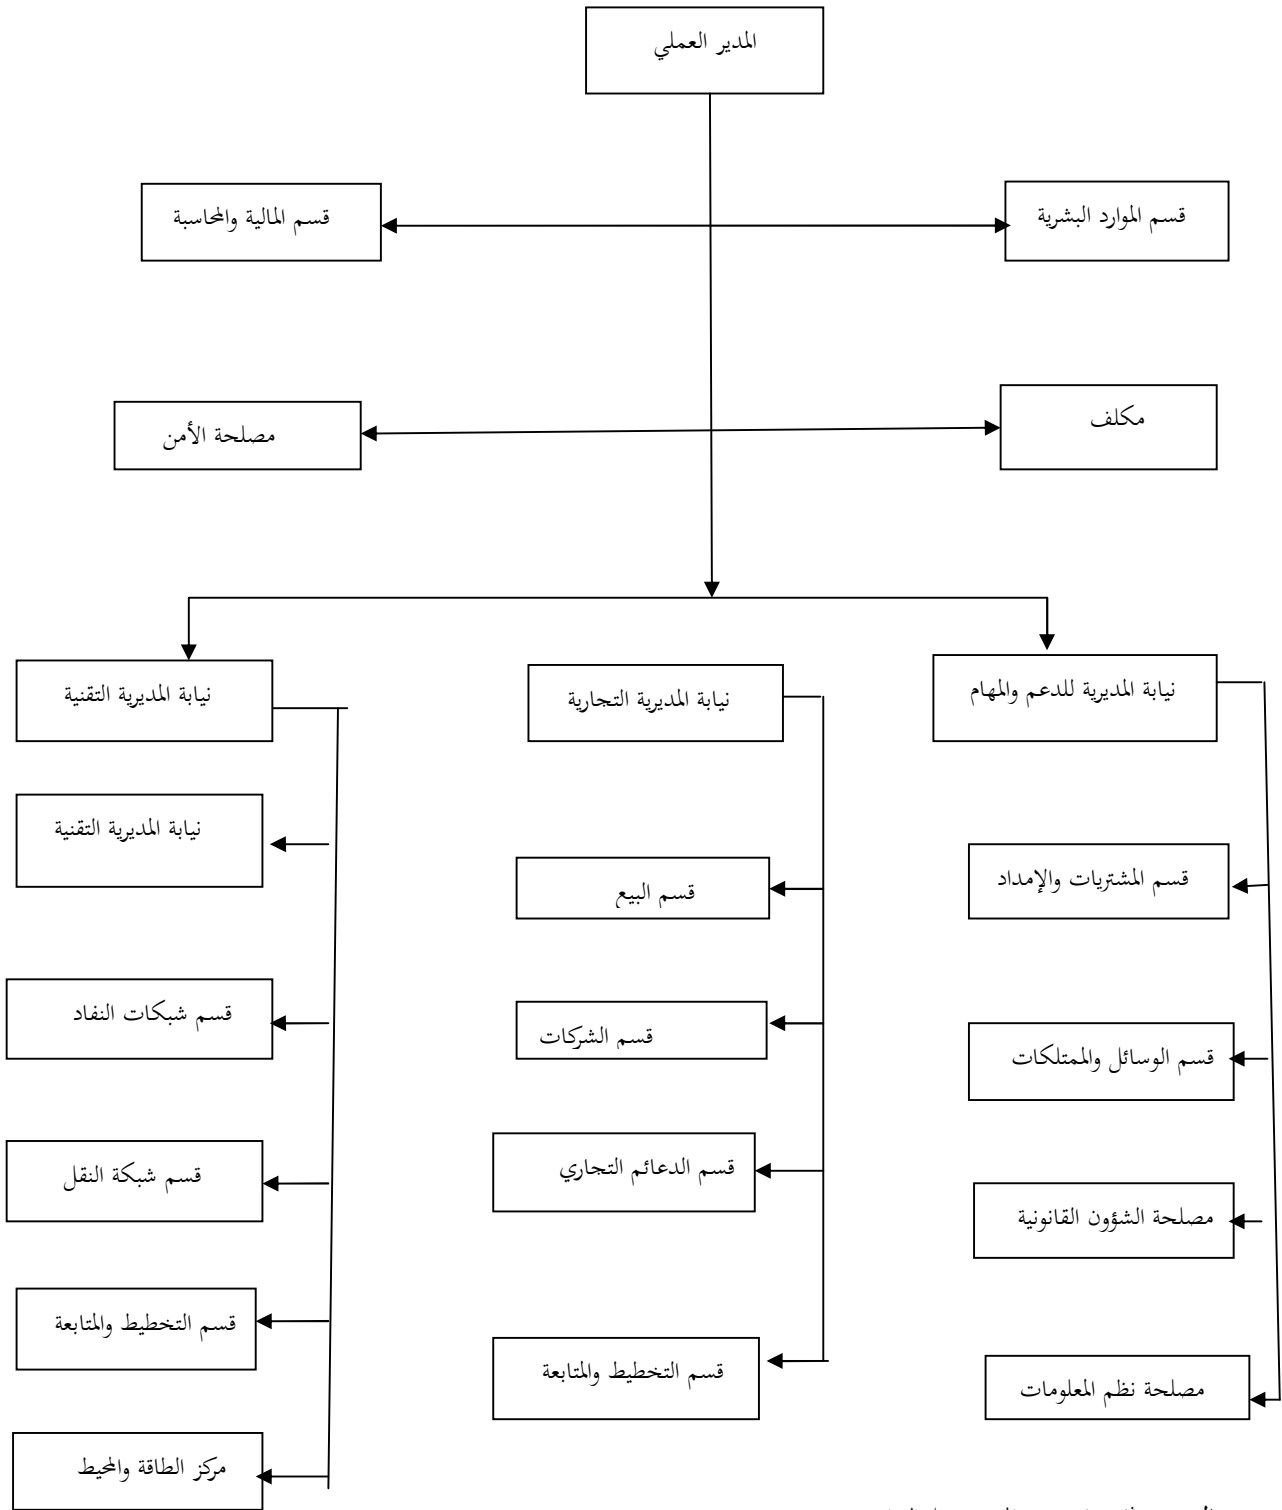 المدير العملي
قسم الموارد البشرية
قسم المالية والمحاسبة
مكلف
مصلحة الأمن
نيابة المديرية للدعم والمهام
نيابة المديرية التجارية
نيابة المديرية التقنية
قسم المشتريات والإمداد
قسم الوسائل والممتلكات
مصلحة الشؤون القانونية
مصلحة نظم المعلومات
قسم البيع
قسم الشركات
قسم الدعائم التجاري
قسم التخطيط والمتابعة
نيابة المديرية التقنية
قسم شبكات النفاد
قسم شبكة النقل
قسم التخطيط والمتابعة
مركز الطاقة والمحيط